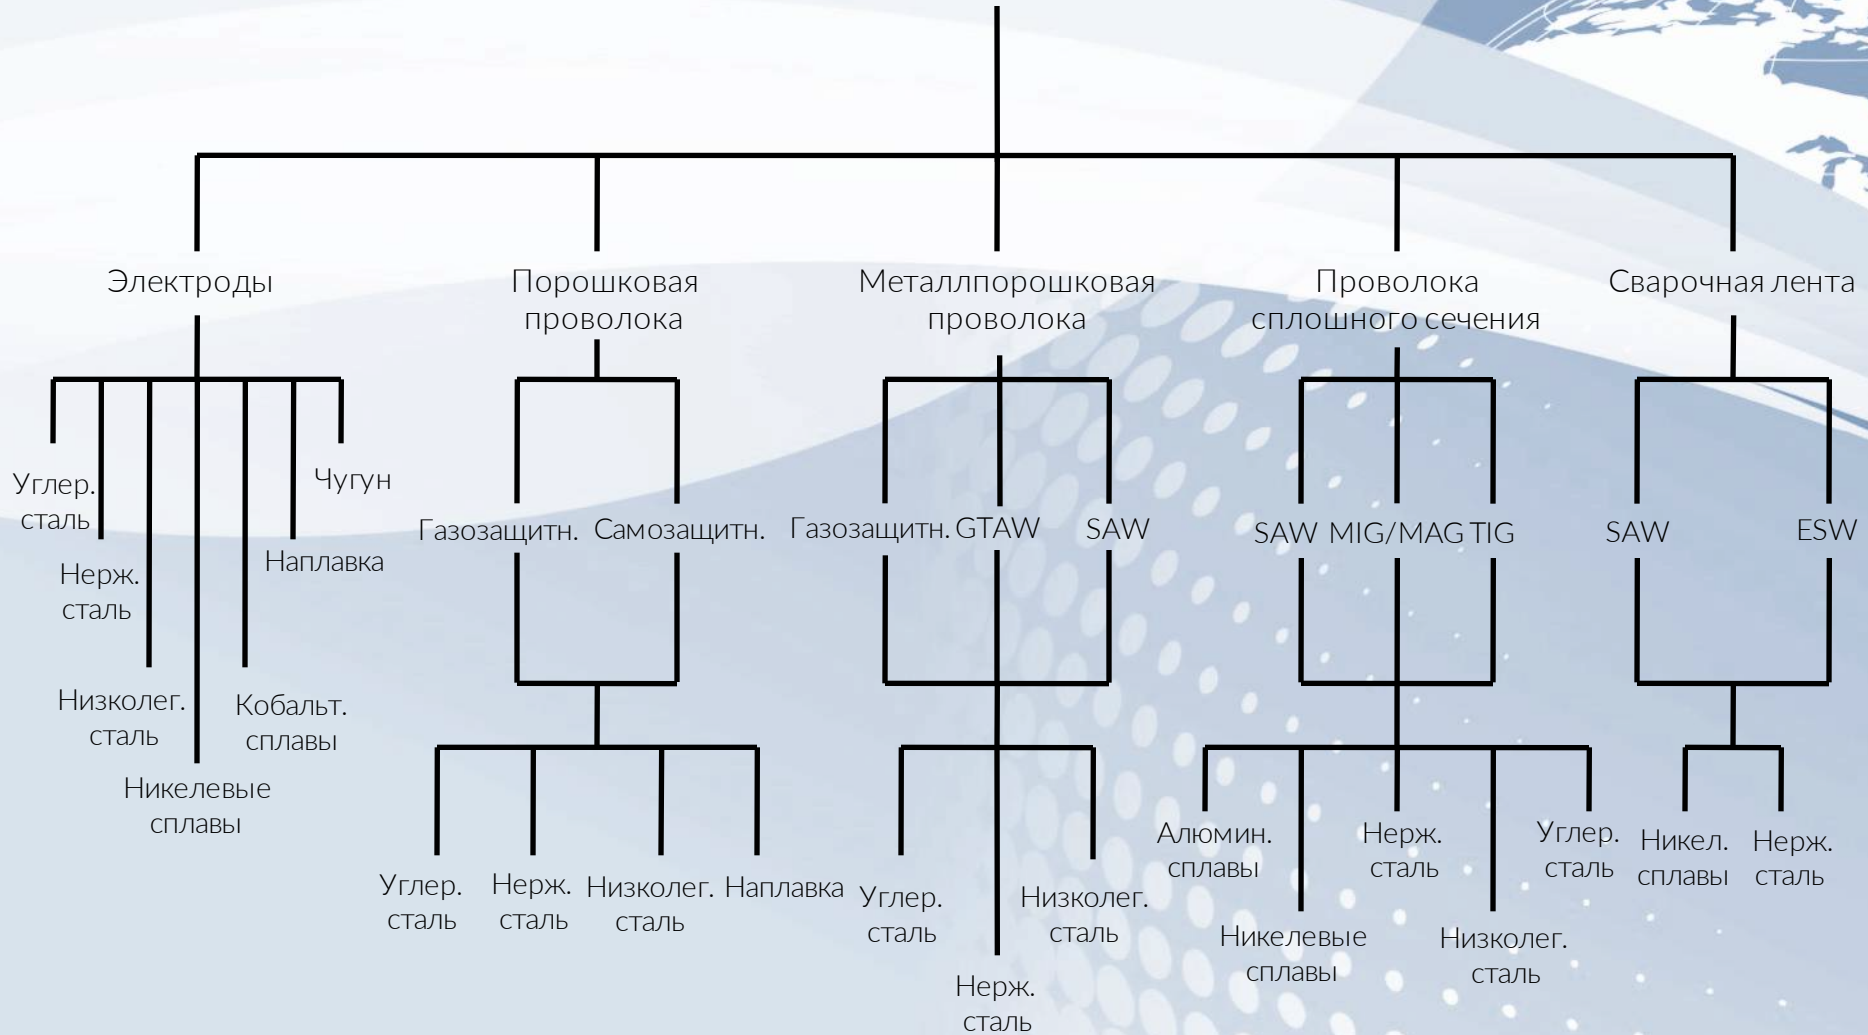 Электроды
Порошковая
проволока
Металлпорошковая
проволока
Проволока
сплошного сечения
Сварочная лента
Углер.
сталь
Нерж.
сталь
Низколег.
сталь
Никелевые
сплавы
Кобальт.
сплавы
Наплавка
Чугун
Газозащитн.
Самозащитн.
Углер.
сталь
Нерж.
сталь
Низколег.
сталь
Наплавка
Газозащитн.
GTAW
SAW
Углер.
сталь
Нерж.
сталь
Низколег.
сталь
SAW
MIG/MAG
TIG
Алюмин.
сплавы
Никелевые
сплавы
Нерж.
сталь
Низколег.
сталь
Углер.
сталь
SAW
ESW
Никел.
сплавы
Нерж.
сталь